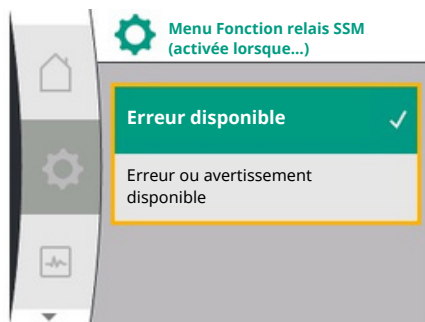 Menu Fonction relais SSM
(activée lorsque...)
Erreur disponible
Erreur ou avertissement
disponible